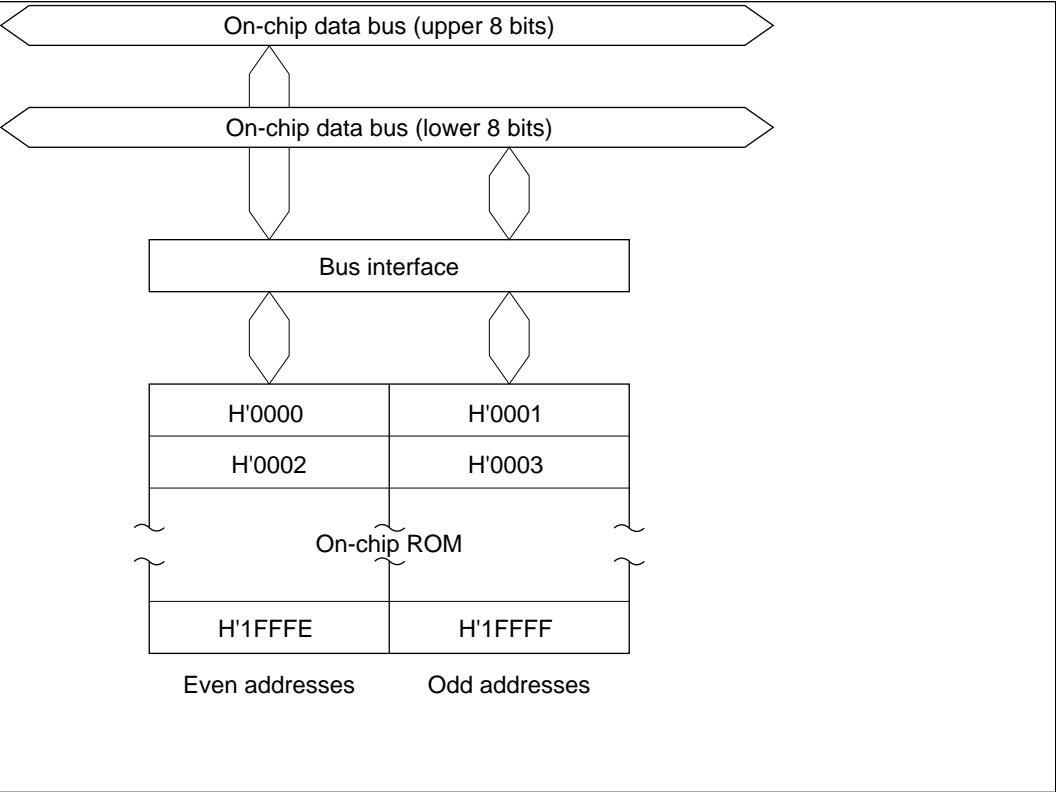 On-chip data bus (upper 8 bits)
On-chip data bus (lower 8 bits)
Bus interface
H'0000 H'0001
H'0002 H'0003
On-chip ROM
H'1FFFE H'1FFFF
Even addresses Odd addresses